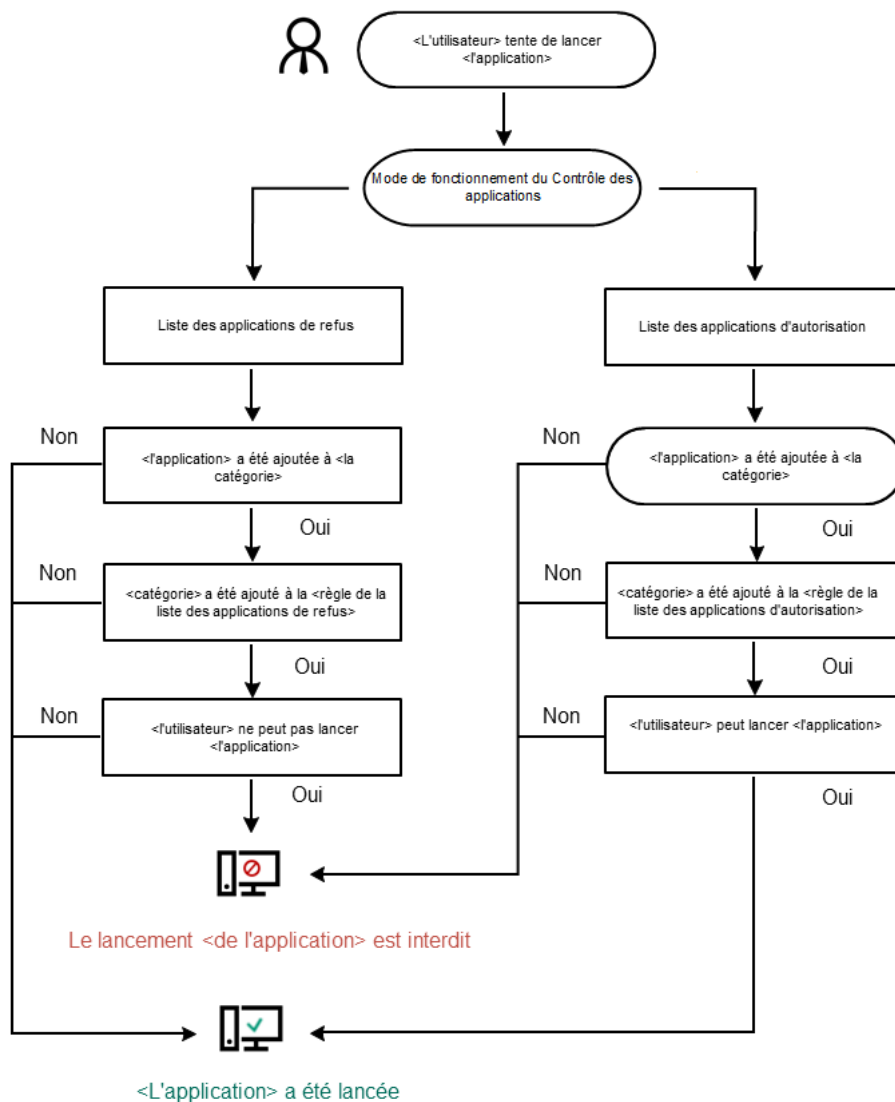 <L'utilisateur> tente de lancer
<l'application>
Mode de fonctionnement du Contrôle des
applications
Liste des applications de refus
Liste des applications d'autorisation
Non
<l'application> a été ajoutée à <la
catégorie>
Oui
Non
<l'application> a été ajoutée à <la
catégorie>
Oui
Non
<catégorie> a été ajouté à la <règle de la
liste des applications de refus>
Oui
Non
<catégorie> a été ajouté à la <règle de la
liste des applications d'autorisation>
Oui
Non
<l'utilisateur> ne peut pas lancer
<l'application>
Oui
Non
<l'utilisateur> peut lancer <l'application>
Oui
Le lancement <de l'application> est interdit
<L'application> a été lancée